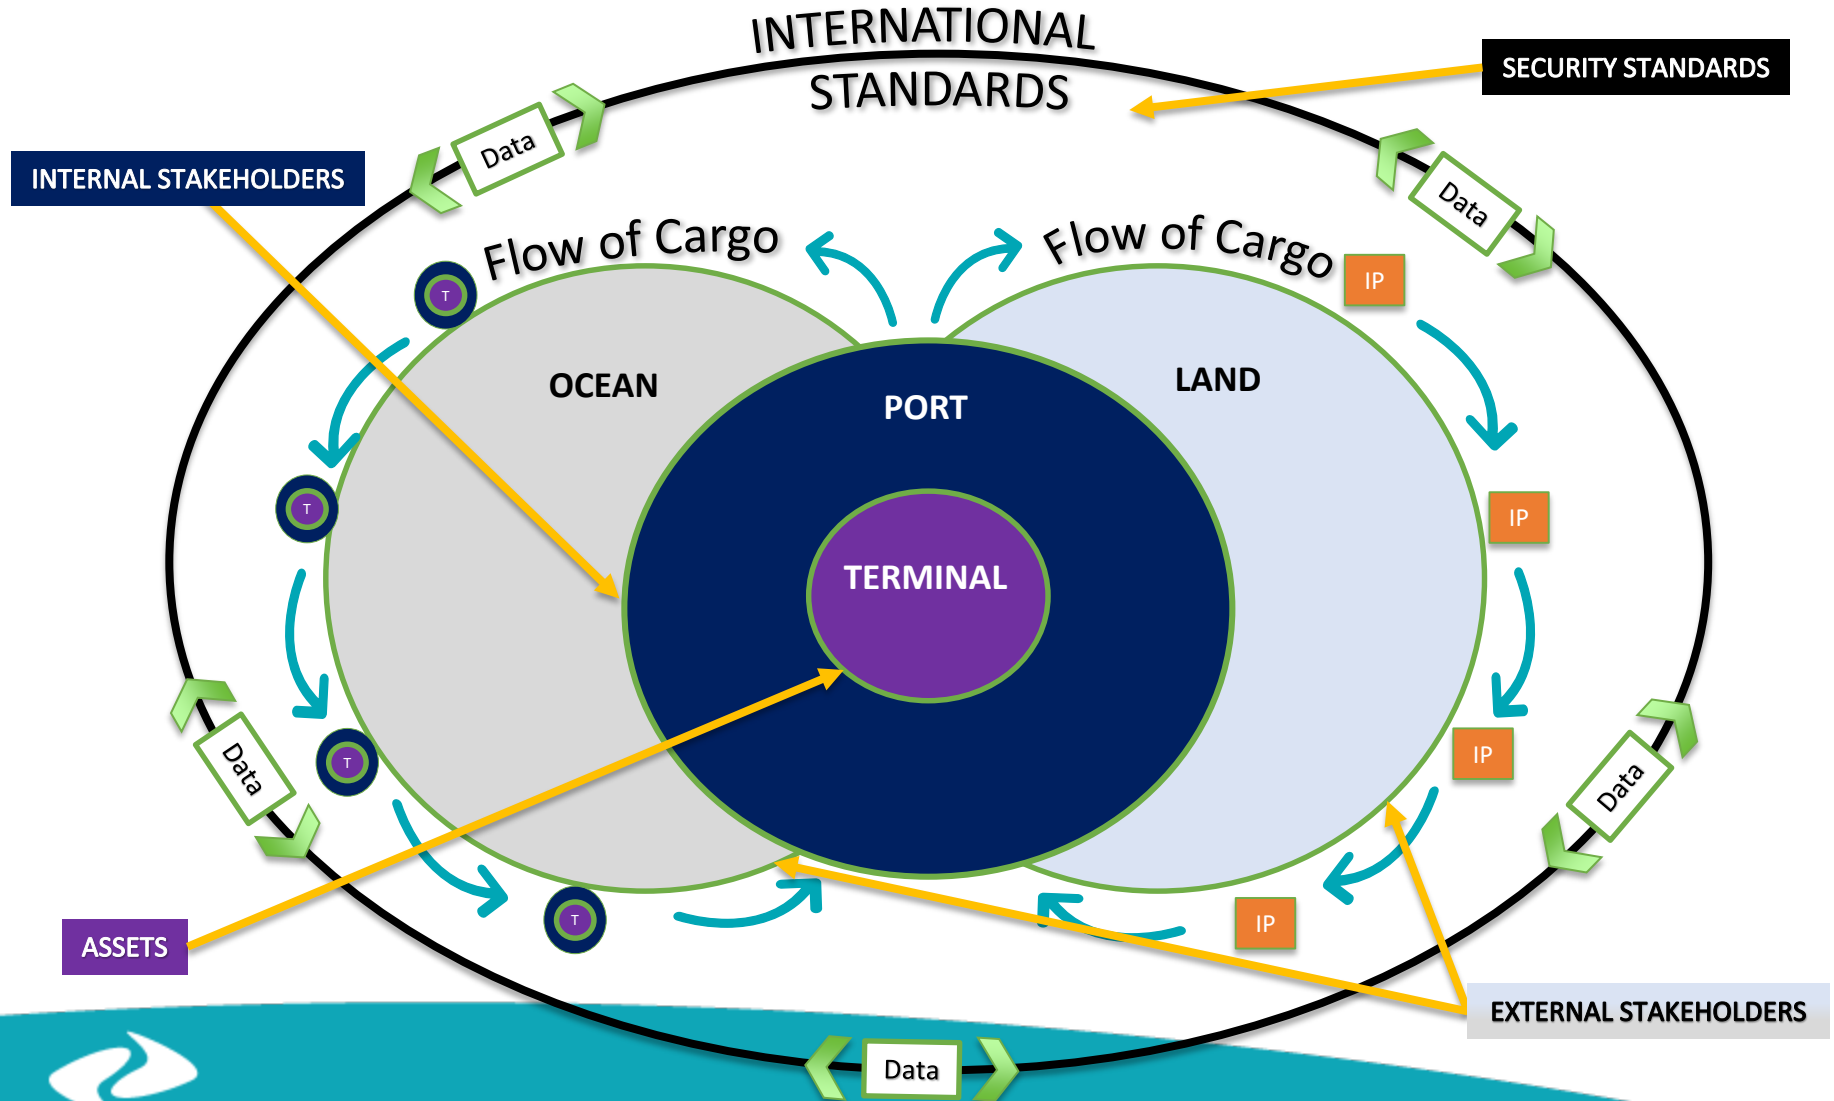 INTERNATIONAL
STANDARDS
SECURITY STANDARDS
Data
Data
INTERNAL STAKEHOLDERS
Flow of Cargo
Flow of Cargo
T
IP
OCEAN
LAND
PORT
T
IP
TERMINAL
T
IP
Data
Data
T
IP
ASSETS
EXTERNAL STAKEHOLDERS
Data